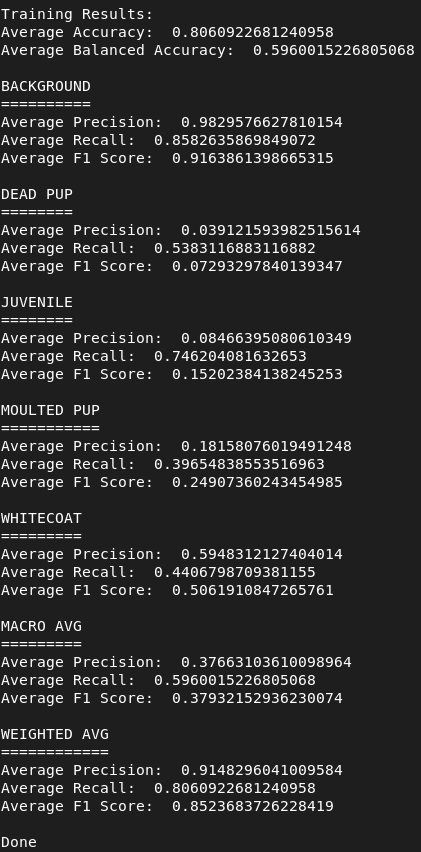 Training Results:
Average Accuracy:  0.8060922681240958
Average Balanced Accuracy:  0.5960015226805068
BACKGROUND
==========
Average Precision:  0.9829576627810154
Average Recall:  0.8582635869849072
Average F1 Score:  0.9163861398665315
DEAD PUP
========
Average Precision:  0.039121593982515614
Average Recall:  0.5383116883116882
Average F1 Score:  0.07293297840139347
JUVENILE
========
Average Precision:  0.08466395080610349
Average Recall:  0.746204081632653
Average F1 Score:  0.15202384138245253
MOULTED PUP
===========
Average Precision:  0.18158076019491248
Average Recall:  0.39654838553516963
Average F1 Score:  0.24907360243454985
WHITECOAT
=========
Average Precision:  0.5948312127404014
Average Recall:  0.4406798709381155
Average F1 Score:  0.5061910847265761
MACRO AVG
=========
Average Precision:  0.37663103610098964
Average Recall:  0.5960015226805068
Average F1 Score:  0.37932152936230074
WEIGHTED AVG
============
Average Precision:  0.9148296041009584
Average Recall:  0.8060922681240958
Average F1 Score:  0.8523683726228419
Done